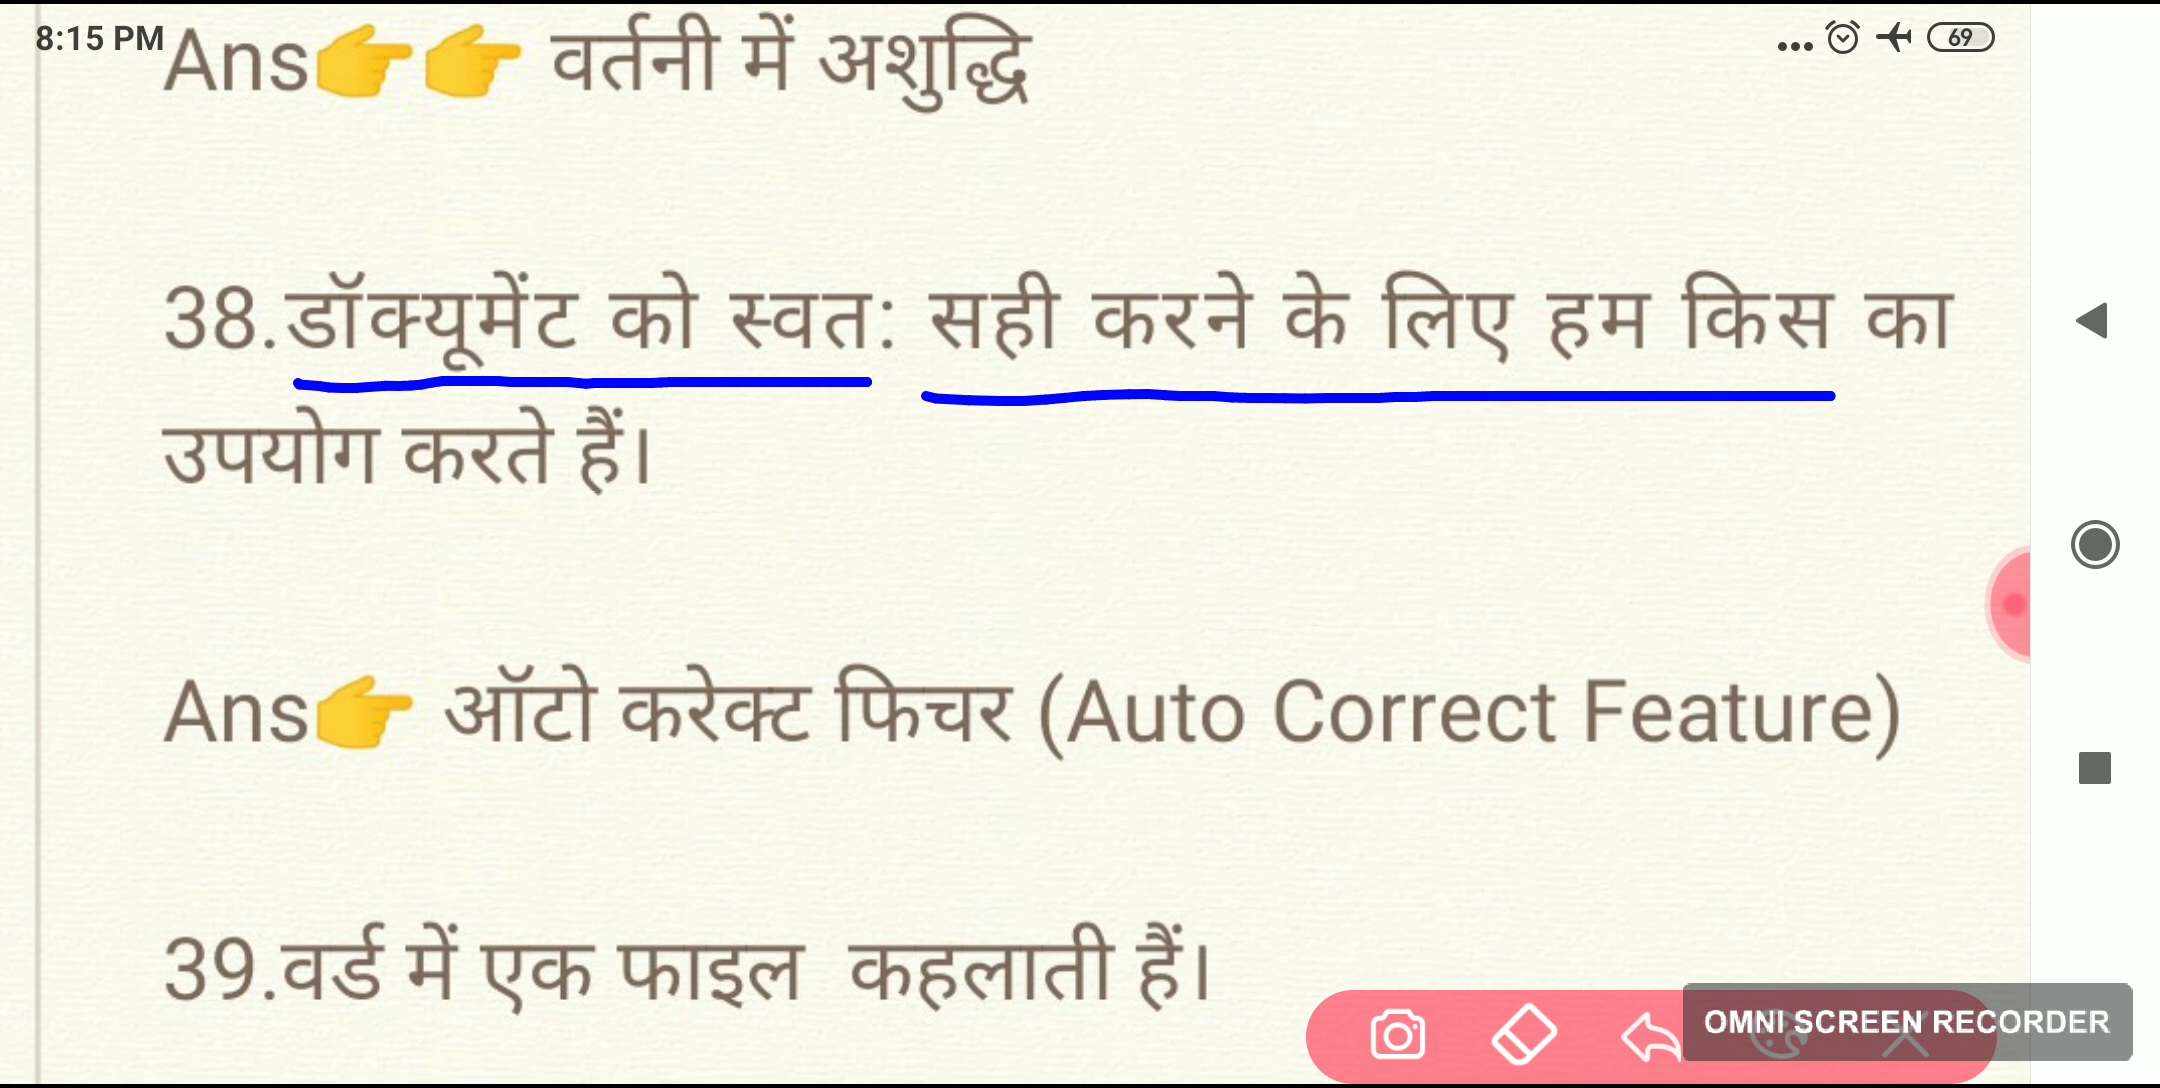 8:15 PM
69
Ans👉👉 वर्तनी में अशुद्धि
38.डॉक्यूमेंट को स्वत: सही करने के लिए हम किस का
उपयोग करते हैं।
Ans👉 ऑटो करेक्ट फिचर (Auto Correct Feature)
39.वर्ड में एक फाइल कहलाती हैं।
OMNI SCREEN RECORDER